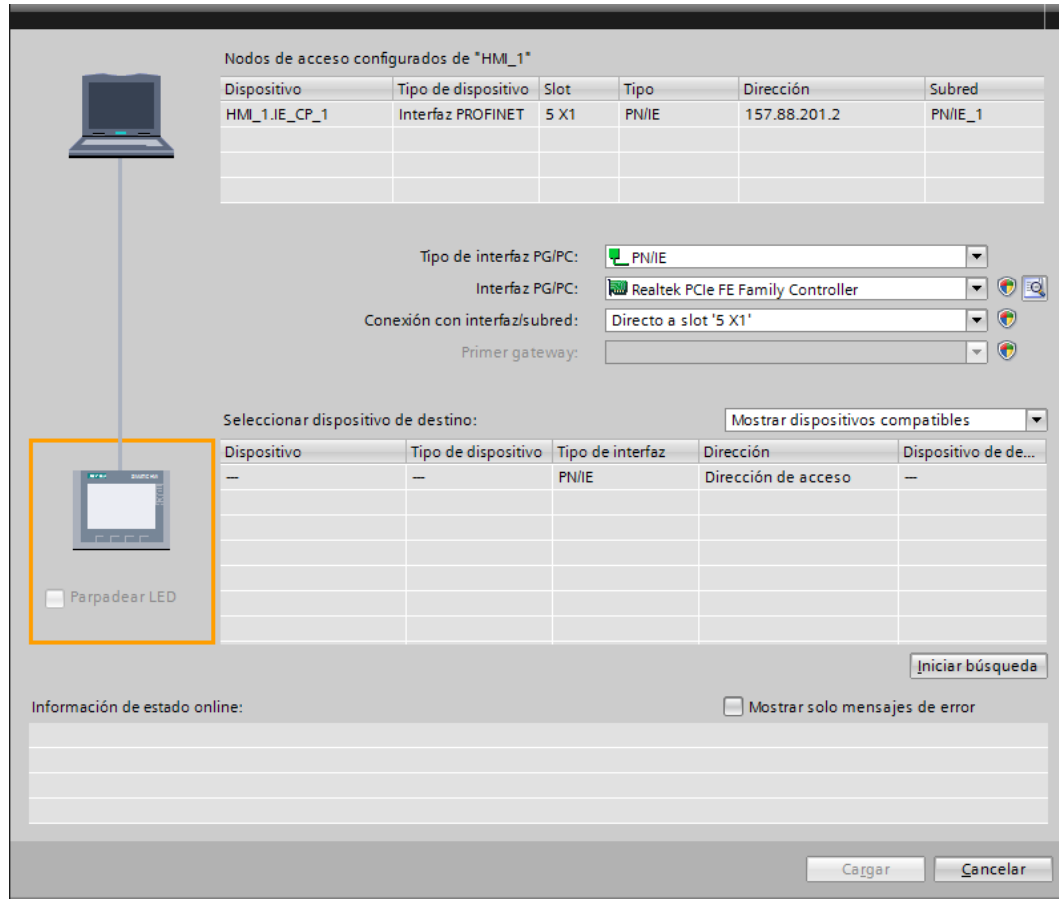 Nodos de acceso configurados de "HMI_1"
Dispositivo Tipo de dispositivo Slot Tipo Dirección Subred
HMI_1.IE_CP_1 Interfaz PROFINET 5 X1 PN/IE 157.88.201.2 PN/IE_1
Tipo de interfaz PG/PC: PN/IE
Interfaz PG/PC: Realtek PCIe FE Family Controller
Conexión con interfaz/subred: Directo a slot '5 X1'
Primer gateway:
Seleccionar dispositivo de destino: Mostrar dispositivos compatibles
Dispositivo Tipo de dispositivo Tipo de interfaz Dirección Dispositivo de de...
— — PN/IE Dirección de acceso —
Parpadear LED
Iniciar búsqueda
Información de estado online: Mostrar solo mensajes de error
Cargar Cancelar